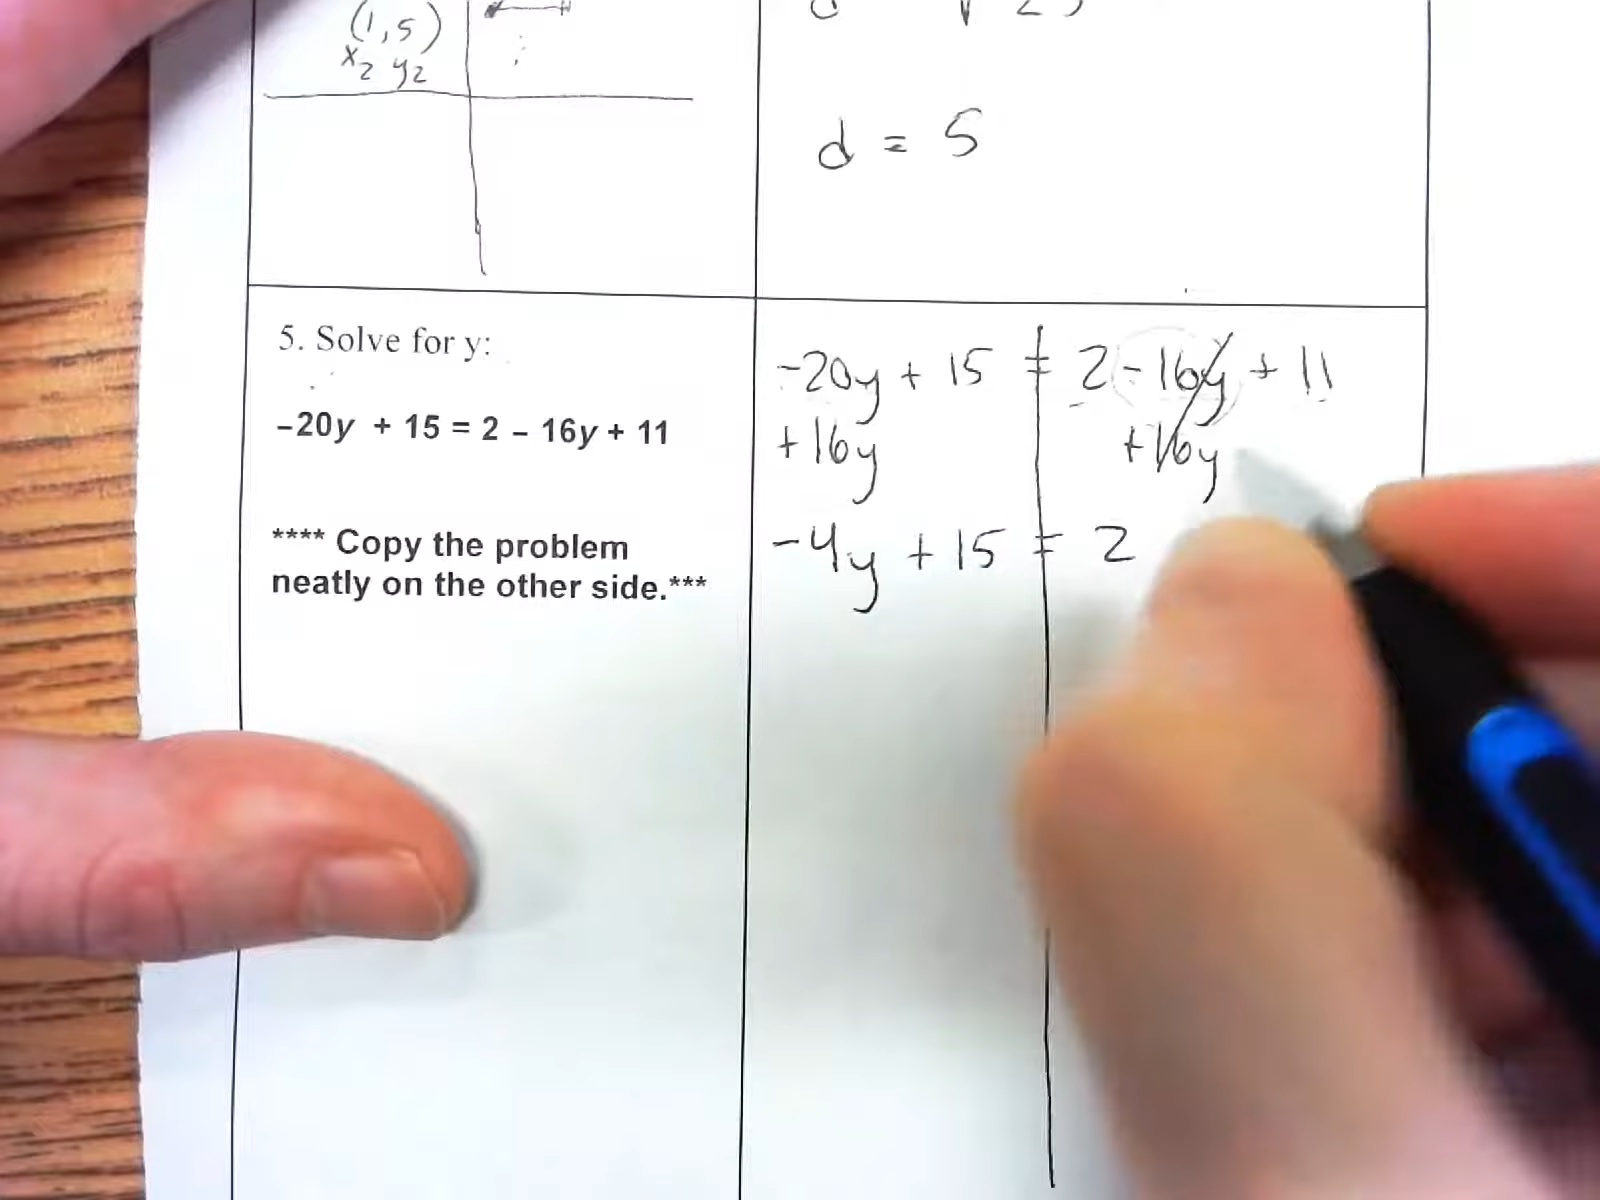 (1,5)
x2 y2
d = 5
5. Solve for y:
−20y + 15 = 2 − 16y + 11
**** Copy the problem
neatly on the other side.***
-20y + 15 = 2 - 16y + 11
+16y +16y
-4y + 15 = 2